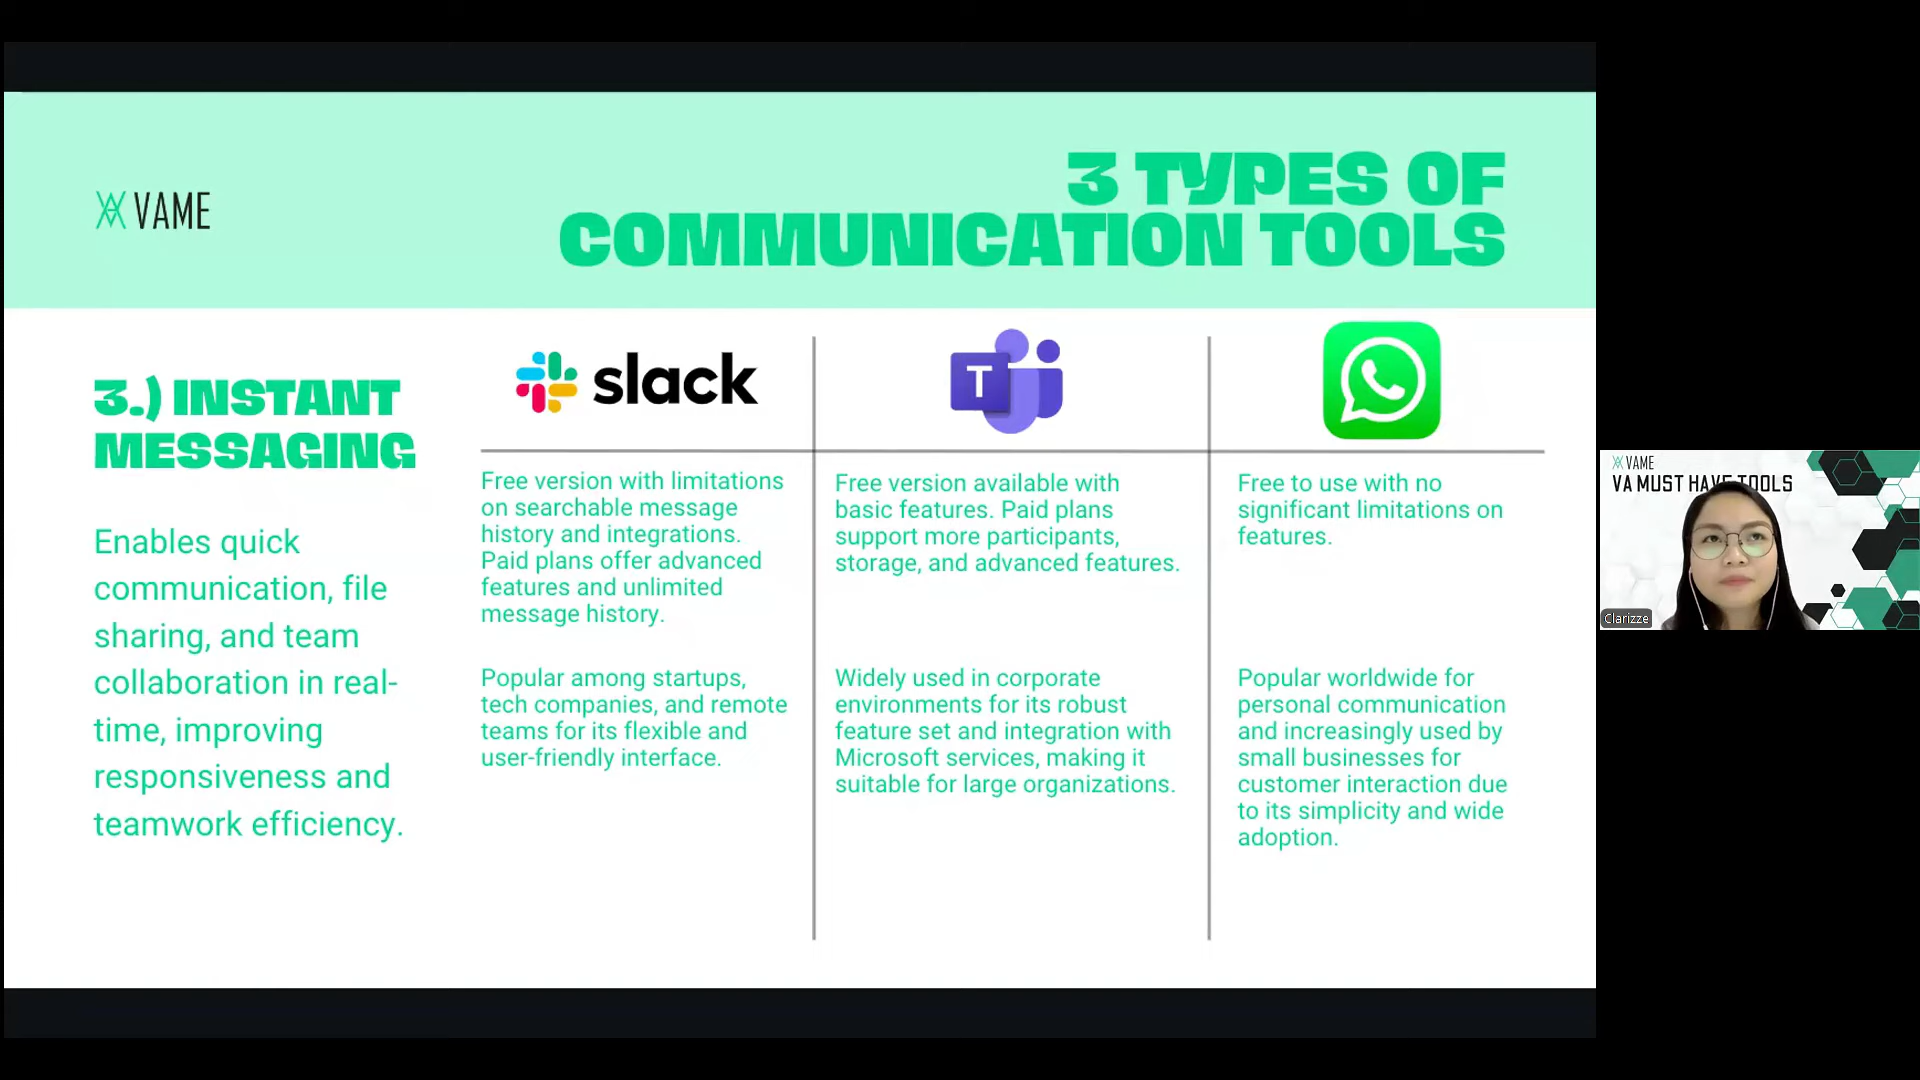 VAME
3 TYPES OF
COMMUNICATION TOOLS
3.) INSTANT
MESSAGING
Enables quick
communication, file
sharing, and team
collaboration in real-
time, improving
responsiveness and
teamwork efficiency.
slack
Free version with limitations
on searchable message
history and integrations.
Paid plans offer advanced
features and unlimited
message history.
Popular among startups,
tech companies, and remote
teams for its flexible and
user-friendly interface.
T
Free version available with
basic features. Paid plans
support more participants,
storage, and advanced features.
Widely used in corporate
environments for its robust
feature set and integration with
Microsoft services, making it
suitable for large organizations.
Free to use with no
significant limitations on
features.
Popular worldwide for
personal communication
and increasingly used by
small businesses for
customer interaction due
to its simplicity and wide
adoption.
VAME
VA MUST HAVE TOOLS
Clarizze